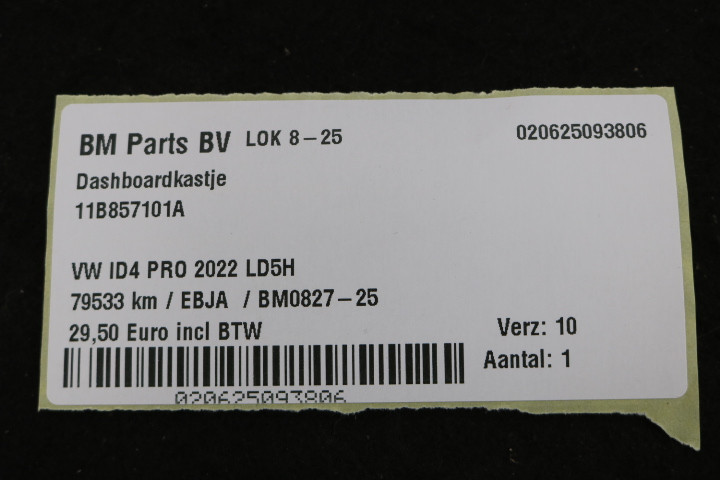 BM Parts BV LOK 8-25 020625093806
Dashboardkastje
11B857101A
VW ID4 PRO 2022 LD5H
79533 km / EBJA / BM0827-25
29,50 Euro incl BTW Verz: 10
Aantal: 1
020625093806